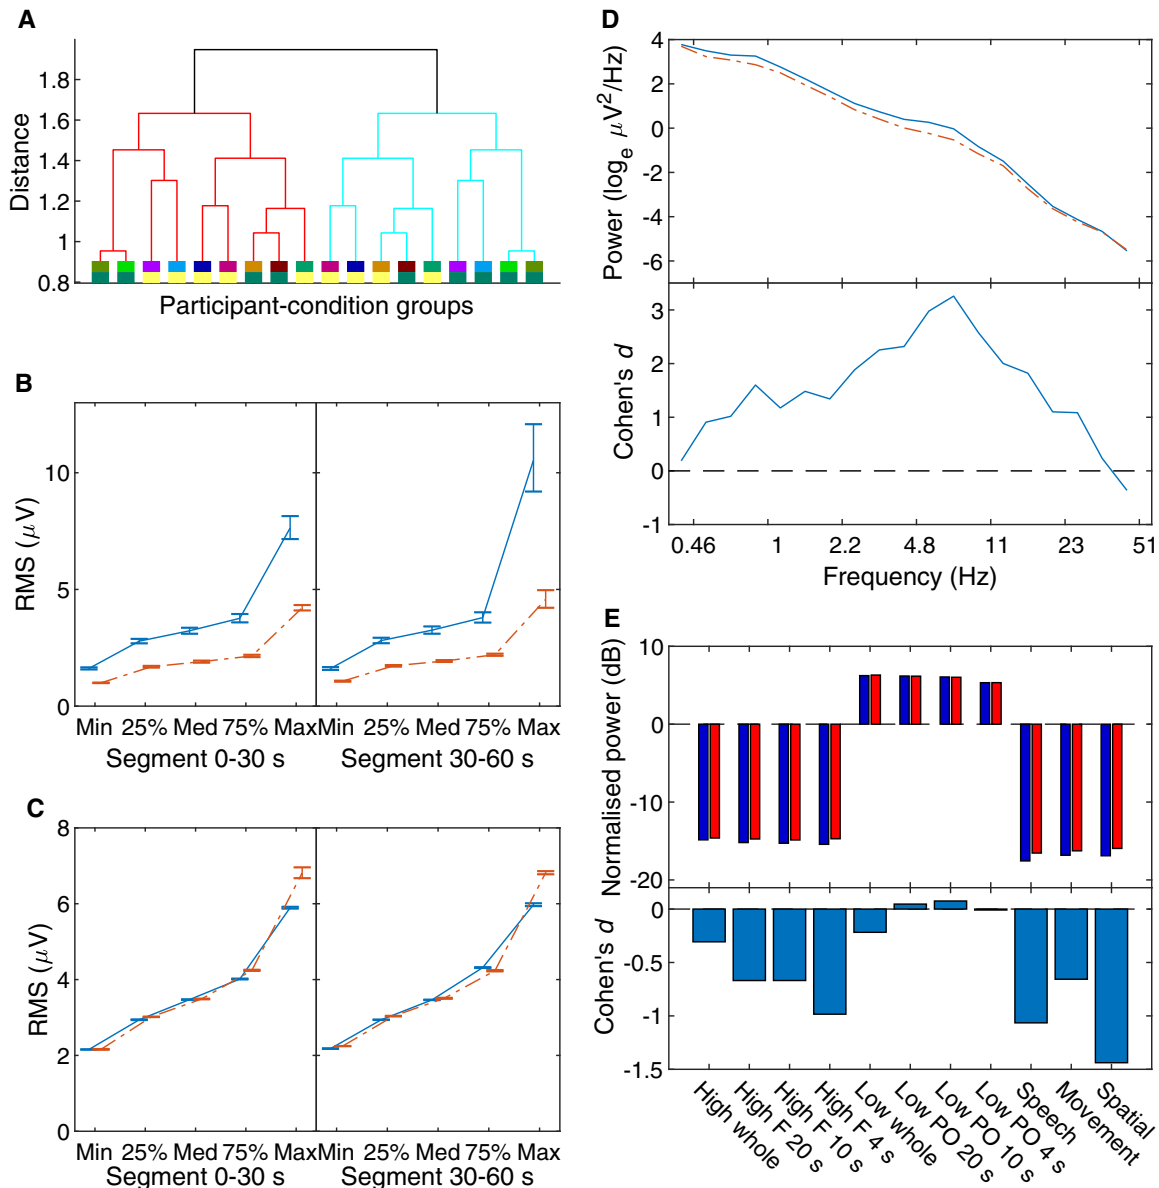 A
Distance
1.8
1.6
1.4
1.2
1
0.8
Participant-condition groups
B
RMS (μV)
10
5
0
Min 25% Med 75% Max
Segment 0-30 s
Min 25% Med 75% Max
Segment 30-60 s
C
RMS (μV)
8
6
4
2
0
Min 25% Med 75% Max
Segment 0-30 s
Min 25% Med 75% Max
Segment 30-60 s
D
Power (logₑ μV²/Hz)
4
2
0
-2
-4
-6
Cohen's d
3
2
1
0
-1
0.46 1 2.2 4.8 11 23 51
Frequency (Hz)
E
Normalised power (dB)
10
0
-10
-20
Cohen's d
0
-0.5
-1
-1.5
High whole
High F 20 s
High F 10 s
High F 4 s
Low whole
Low PO 20 s
Low PO 10 s
Low PO 4 s
Speech
Movement
Spatial